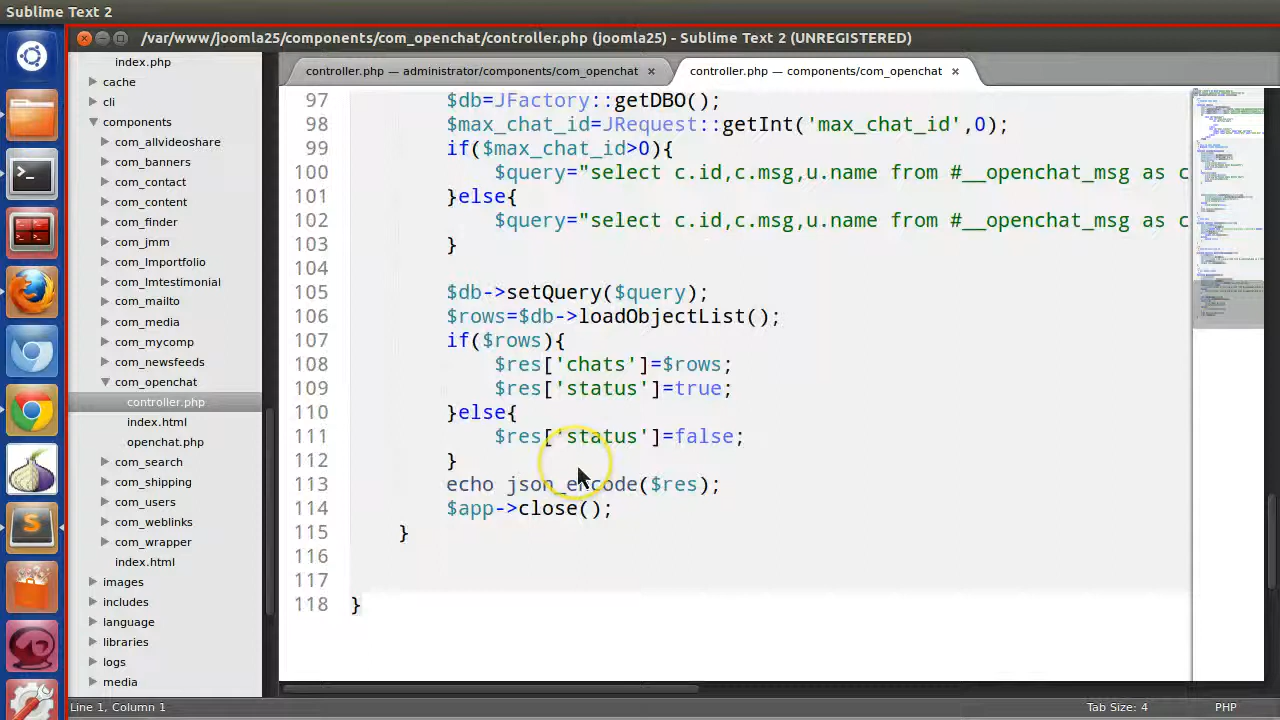 Sublime Text 2
/var/www/joomla25/components/com_openchat/controller.php (joomla25) - Sublime Text 2 (UNREGISTERED)
controller.php — administrator/components/com_openchat
controller.php — components/com_openchat
index.php
cache
cli
components
com_allvideoshare
com_banners
com_contact
com_content
com_finder
com_jmm
com_lmportfolio
com_lmtestimonial
com_mailto
com_media
com_mycomp
com_newsfeeds
com_openchat
controller.php
index.html
openchat.php
com_search
com_shipping
com_users
com_weblinks
com_wrapper
index.html
images
includes
language
libraries
logs
media
97 $db=JFactory::getDBO();
98 $max_chat_id=JRequest::getInt('max_chat_id',0);
99 if($max_chat_id>0){
100 $query="select c.id,c.msg,u.name from #__openchat_msg as c
101 }else{
102 $query="select c.id,c.msg,u.name from #__openchat_msg as c
103 }
104
105 $db->setQuery($query);
106 $rows=$db->loadObjectList();
107 if($rows){
108 $res['chats']=$rows;
109 $res['status']=true;
110 }else{
111 $res['status']=false;
112 }
113 echo json_encode($res);
114 $app->close();
115 }
116
117
118 }
Line 1, Column 1
Tab Size: 4
PHP